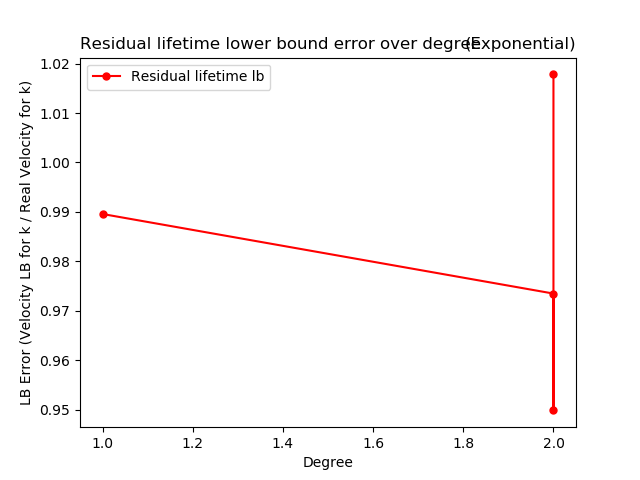 Residual lifetime lower bound error over degree (Exponential)
Residual lifetime lb
LB Error (Velocity LB for k / Real Velocity for k)
1.02
1.01
1.00
0.99
0.98
0.97
0.96
0.95
1.0 1.2 1.4 1.6 1.8 2.0
Degree